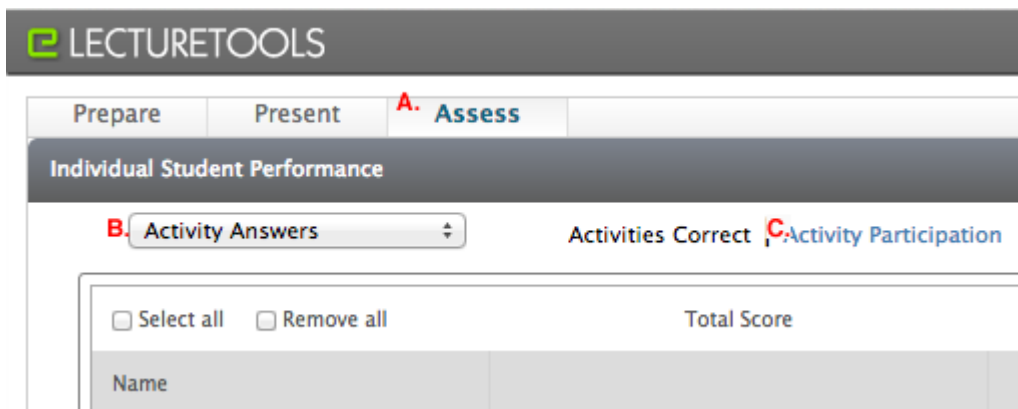 LECTURETOOLS
Prepare Present A. Assess
Individual Student Performance
B. Activity Answers Activities Correct | C. Activity Participation
Select all Remove all Total Score
Name